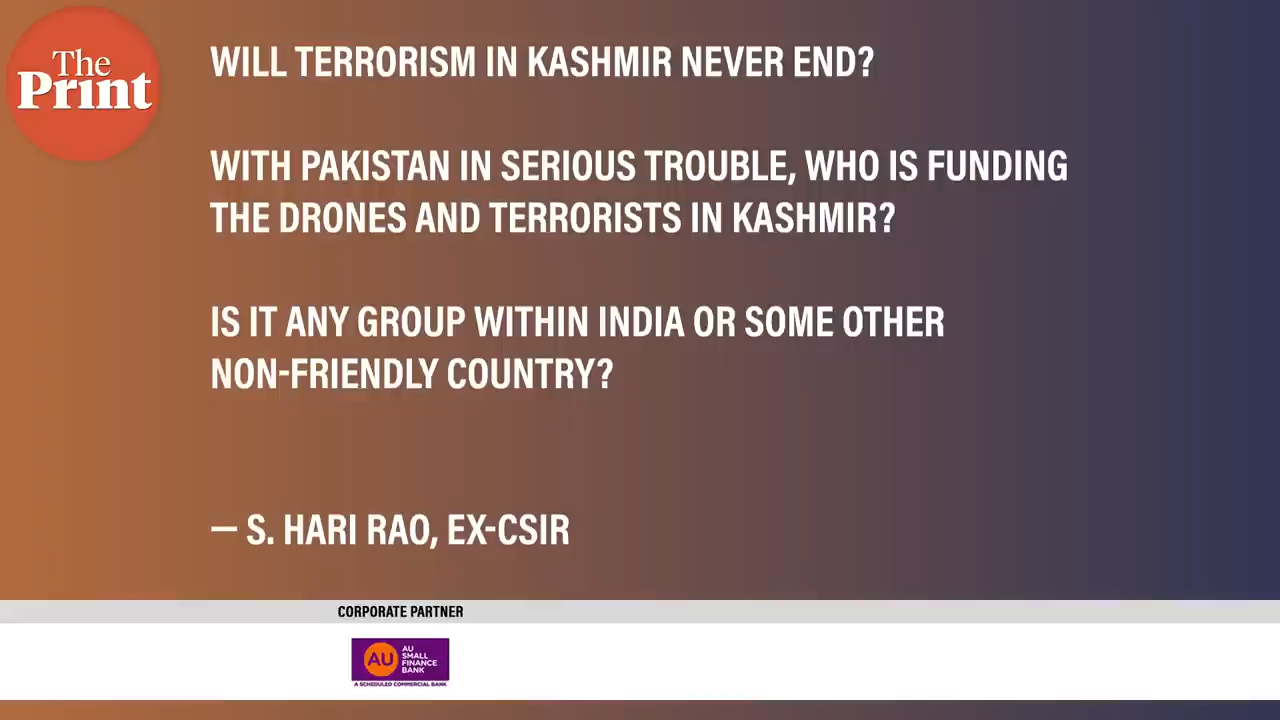 The
Print
WILL TERRORISM IN KASHMIR NEVER END?
WITH PAKISTAN IN SERIOUS TROUBLE, WHO IS FUNDING
THE DRONES AND TERRORISTS IN KASHMIR?
IS IT ANY GROUP WITHIN INDIA OR SOME OTHER
NON-FRIENDLY COUNTRY?
– S. HARI RAO, EX-CSIR
CORPORATE PARTNER
AU
AU
SMALL
FINANCE
BANK
A SCHEDULED COMMERCIAL BANK